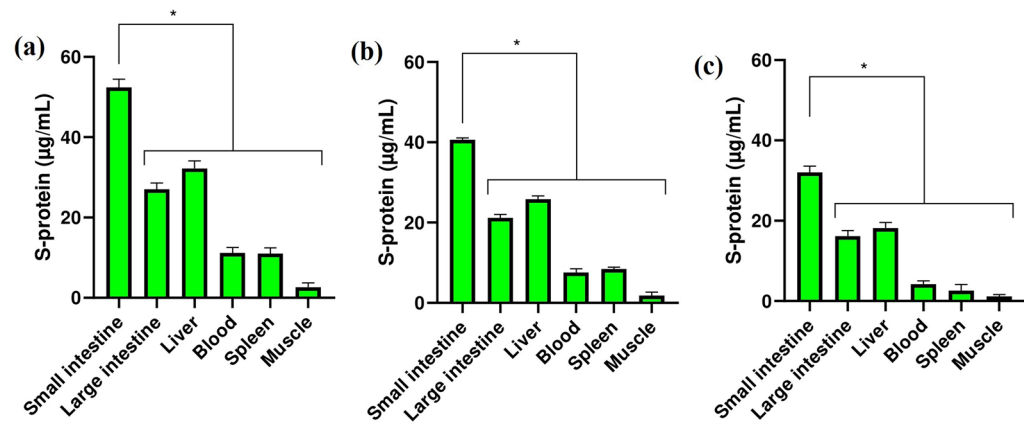 (a)
*
S-protein (µg/mL)
60
40
20
0
Small intestine
Large intestine
Liver
Blood
Spleen
Muscle
(b)
*
S-protein (µg/mL)
60
40
20
0
Small intestine
Large intestine
Liver
Blood
Spleen
Muscle
(c)
*
S-protein (µg/mL)
60
40
20
0
Small intestine
Large intestine
Liver
Blood
Spleen
Muscle